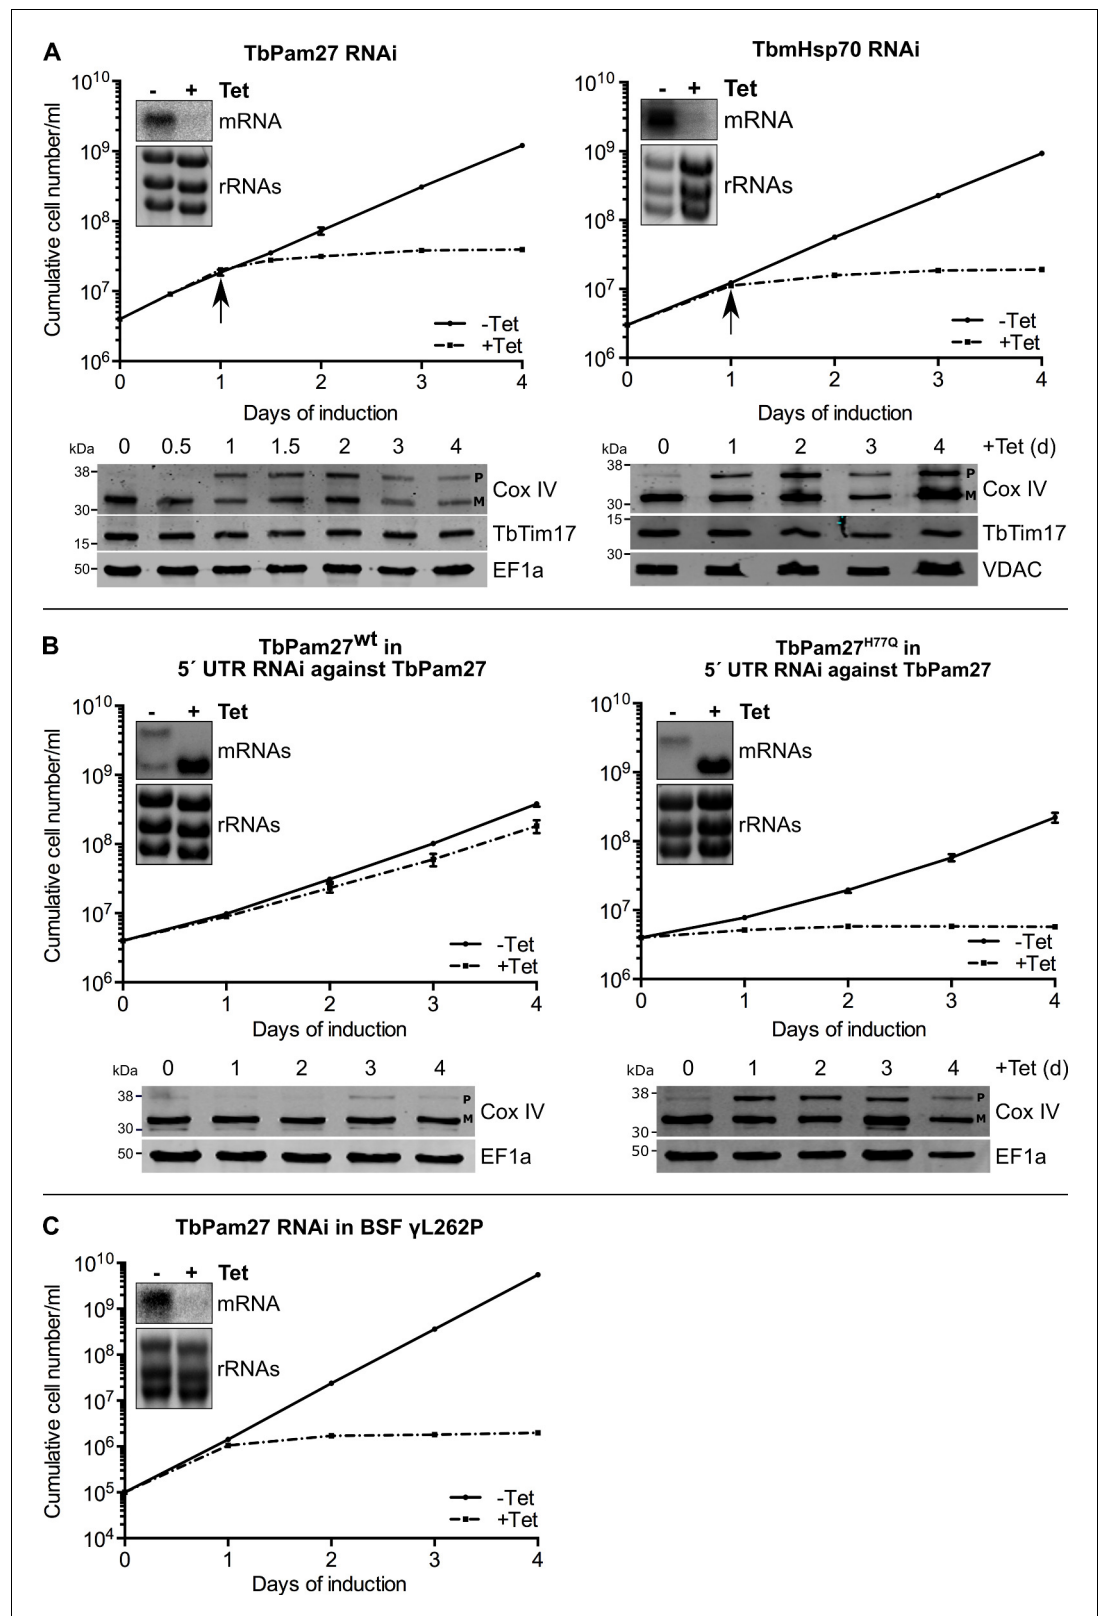 A
TbPam27 RNAi
TbmHsp70 RNAi
Cumulative cell number/ml
10^10
10^9
10^8
10^7
10^6
- + Tet
mRNA
rRNAs
-Tet
+Tet
0 1 2 3 4
Days of induction
10^10
10^9
10^8
10^7
10^6
- + Tet
mRNA
rRNAs
-Tet
+Tet
0 1 2 3 4
Days of induction
kDa 0 0.5 1 1.5 2 3 4
38
30
P
M
Cox IV
15
TbTim17
50
EF1a
kDa 0 1 2 3 4 +Tet (d)
38
30
P
M
Cox IV
15
TbTim17
30
VDAC
B
TbPam27wt in
5´ UTR RNAi against TbPam27
TbPam27H77Q in
5´ UTR RNAi against TbPam27
Cumulative cell number/ml
10^10
10^9
10^8
10^7
10^6
- + Tet
mRNAs
rRNAs
-Tet
+Tet
0 1 2 3 4
Days of induction
10^10
10^9
10^8
10^7
10^6
- + Tet
mRNAs
rRNAs
-Tet
+Tet
0 1 2 3 4
Days of induction
kDa 0 1 2 3 4
38
30
P
M
Cox IV
50
EF1a
kDa 0 1 2 3 4 +Tet (d)
38
30
P
M
Cox IV
50
EF1a
C
TbPam27 RNAi in BSF γL262P
Cumulative cell number/ml
10^10
10^9
10^8
10^7
10^6
10^5
10^4
- + Tet
mRNA
rRNAs
-Tet
+Tet
0 1 2 3 4
Days of induction